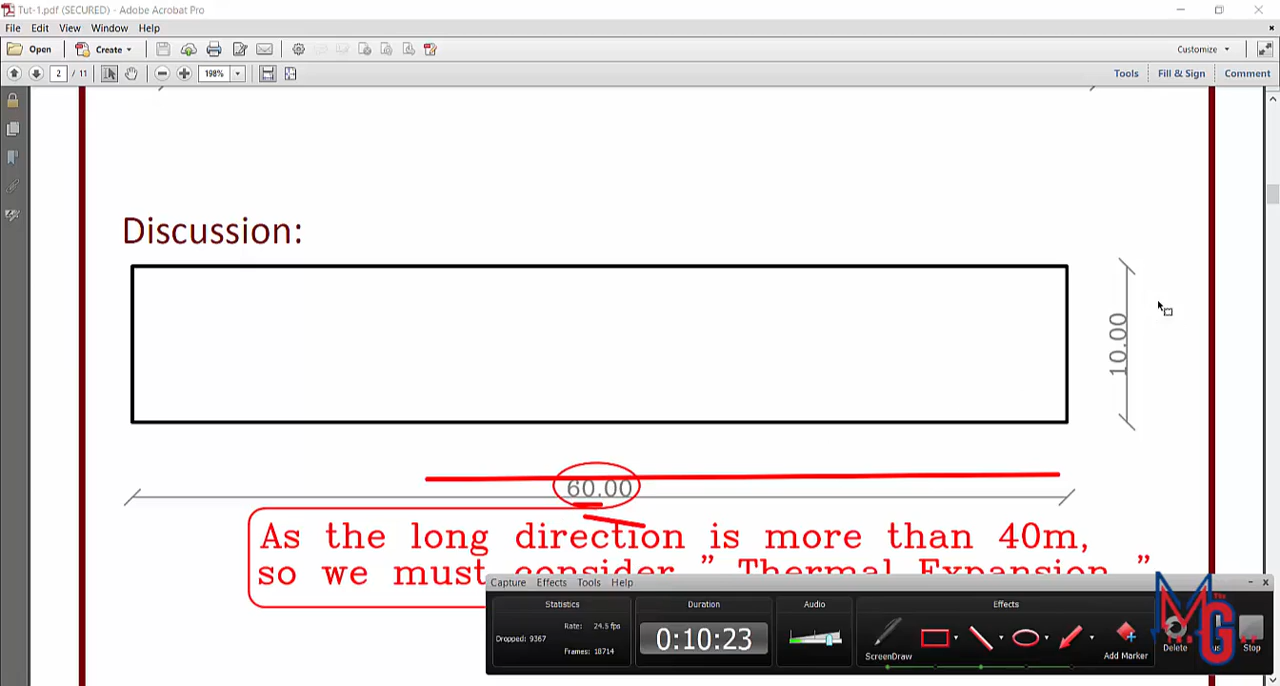 Tut-1.pdf (SECURED) - Adobe Acrobat Pro
File Edit View Window Help
Open Create Customize
2 / 11 198% Tools Fill & Sign Comment
Discussion:
10.00
60.00
As the long direction is more than 40m,
so we must consider " Thermal Expansion "
Capture Effects Tools Help
Statistics Duration Audio Effects
Rate: 24.5 fps
Dropped: 9367
Frames: 18714
0:10:23
ScreenDraw Add Marker Delete Stop
MG